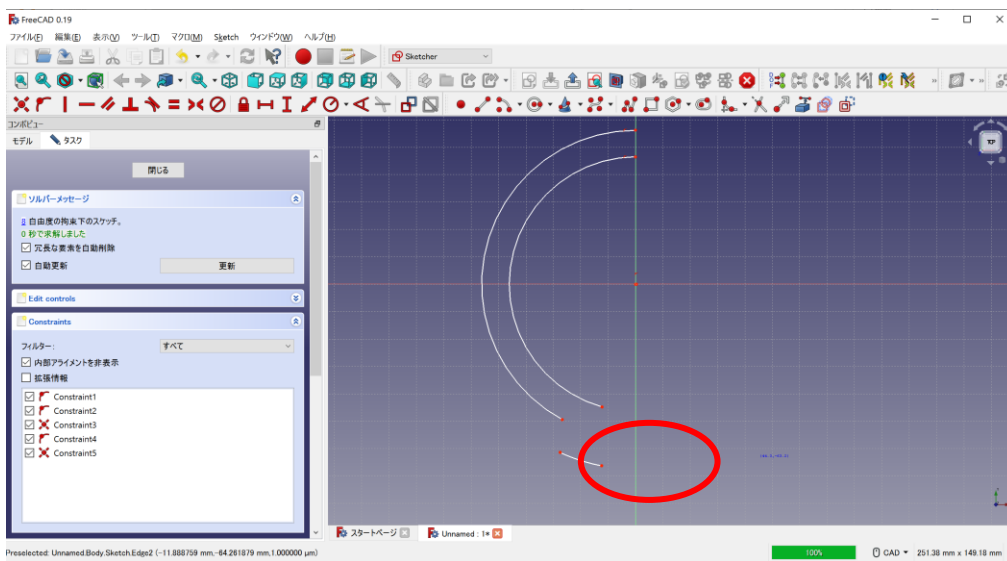 FreeCAD 0.19
ファイル(F) 編集(E) 表示(V) ツール(T) マクロ(M) Sketch ウィンドウ(W) ヘルプ(H)
Sketcher
コンボビュー
モデル タスク
閉じる
ソルバーメッセージ
0 自由度の拘束下のスケッチ。
0 秒で求解しました
冗長な要素を自動削除
自動更新 更新
Edit controls
Constraints
フィルター: すべて
内部アライメントを非表示
拡張情報
Constraint1
Constraint2
Constraint3
Constraint4
Constraint5
TOP
スタートページ Unnamed : 1*
Preselected: Unnamed.Body.Sketch.Edge2 (-11.888759 mm,-64.261879 mm,1.000000 μm) 100% CAD 251.38 mm x 149.18 mm